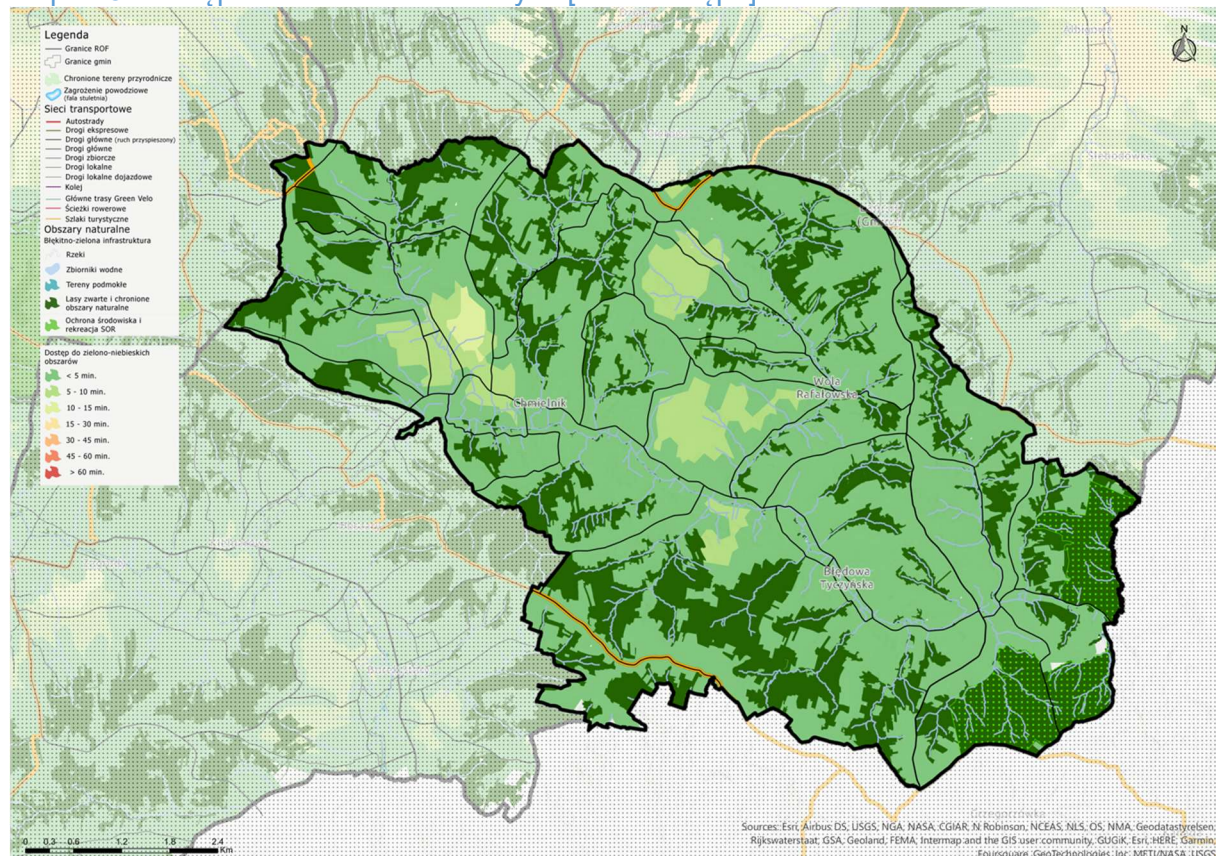 Legenda
Granice ROF
Granice gmin
Chronione tereny przyrodnicze
Zagrożenie powodziowe
(fala stuletnia)
Sieci transportowe
Autostrady
Drogi ekspresowe
Drogi główne (ruch przyspieszony)
Drogi główne
Drogi zbiorcze
Drogi lokalne
Drogi lokalne dojazdowe
Kolej
Główne trasy Green Velo
Ścieżki rowerowe
Szlaki turystyczne
Obszary naturalne
Błękitno-zielona infrastruktura
Rzeki
Zbiorniki wodne
Tereny podmokłe
Lasy zwarte i chronione
obszary naturalne
Ochrona środowiska i
rekreacja SOR
Dostęp do zielono-niebieskich
obszarów
< 5 min.
5 - 10 min.
10 - 15 min.
15 - 30 min.
30 - 45 min.
45 - 60 min.
> 60 min.
N
Chmielnik
Wola
Rafałowska
Błędowa
Tyczyńska
0 0.3 0.6 1.2 1.8 2.4
Km
Sources: Esri, Airbus DS, USGS, NGA, NASA, CGIAR, N Robinson, NCEAS, NLS, OS, NMA, Geodatastyrelsen,
Rijkswaterstaat, GSA, Geoland, FEMA, Intermap and the GIS user community, GUGiK, Esri, HERE, Garmin,
Foursquare, GeoTechnologies, Inc, METI/NASA, USGS